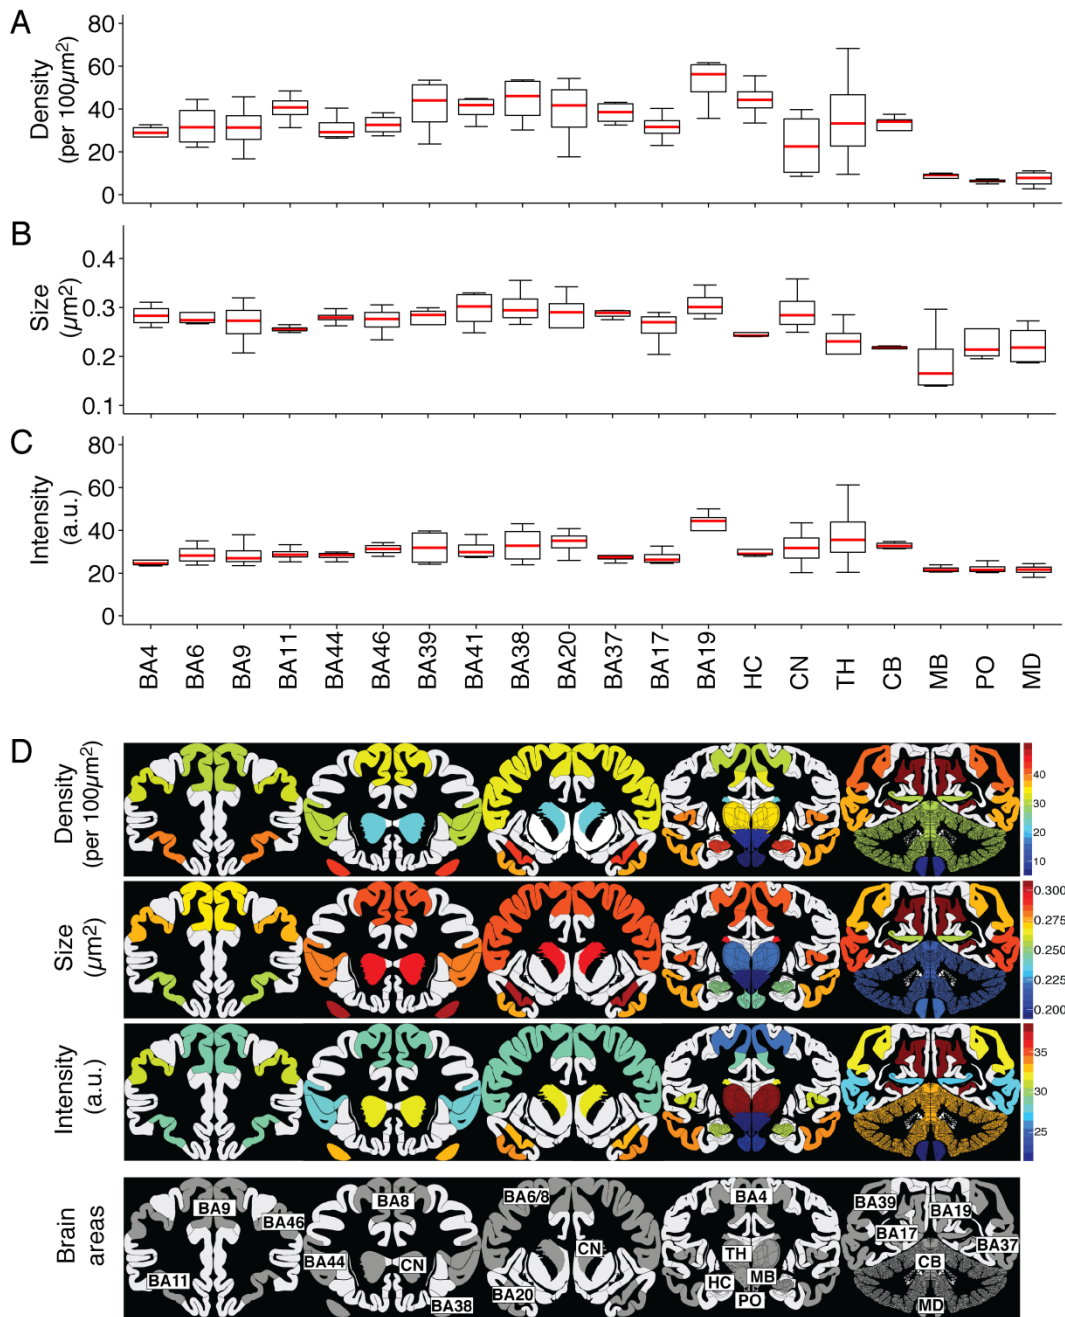 A
Density
(per 100µm²)
80
60
40
20
0
B
Size
(µm²)
0.4
0.3
0.2
0.1
C
Intensity
(a.u.)
80
60
40
20
0
BA4 BA6 BA9 BA11 BA44 BA46 BA39 BA41 BA38 BA20 BA37 BA17 BA19 HC CN TH CB MB PO MD
D
Density
(per 100µm²)
40
30
20
10
Size
(µm²)
0.300
0.275
0.250
0.225
0.200
Intensity
(a.u.)
35
30
25
Brain
areas
BA9
BA46
BA11
BA8
BA44
CN
BA38
BA6/8
CN
BA20
BA4
TH
HC
MB
PO
BA39
BA19
BA17
BA37
CB
MD